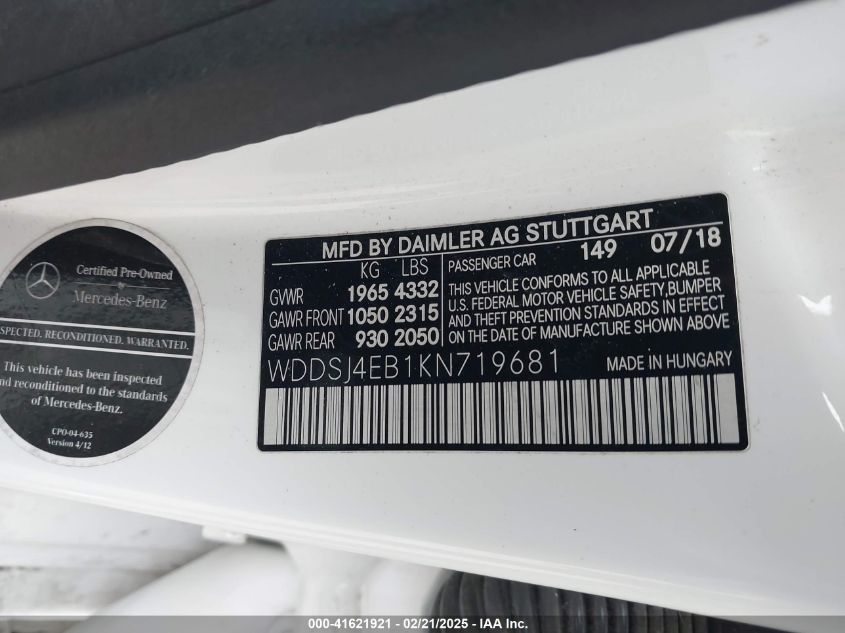 Certified Pre-Owned
by
Mercedes-Benz
SPECTED. RECONDITIONED. WARRANTED.
This vehicle has been inspected
and reconditioned to the standards
of Mercedes-Benz.
CPO-04-635
Version 4/12
MFD BY DAIMLER AG STUTTGART
KG LBS
GVWR 1965 4332
GAWR FRONT 1050 2315
GAWR REAR 930 2050
PASSENGER CAR 149 07/18
THIS VEHICLE CONFORMS TO ALL APPLICABLE
U.S. FEDERAL MOTOR VEHICLE SAFETY, BUMPER
AND THEFT PREVENTION STANDARDS IN EFFECT
ON THE DATE OF MANUFACTURE SHOWN ABOVE
WDDSJ4EB1KN719681 MADE IN HUNGARY
000-41621921 / 02/21/2025 / © IAA Inc.